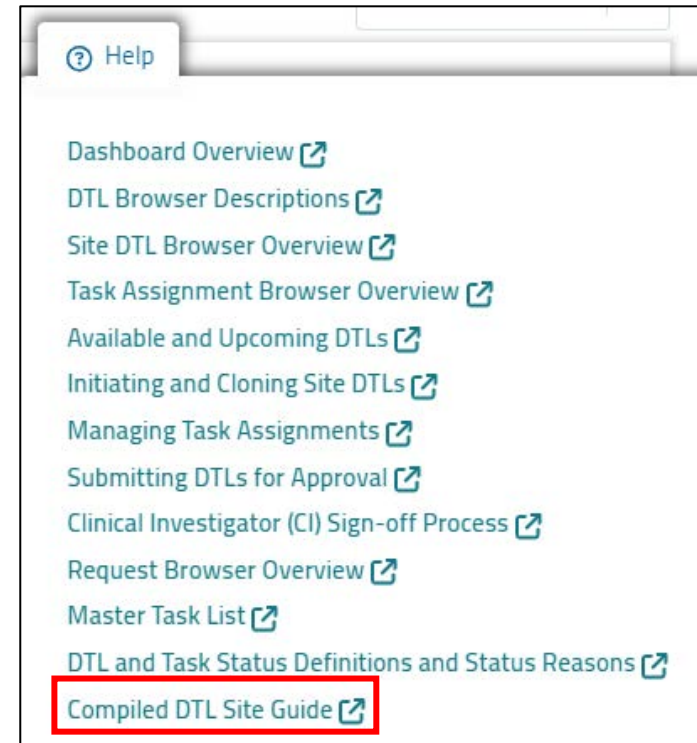 Help
Dashboard Overview
DTL Browser Descriptions
Site DTL Browser Overview
Task Assignment Browser Overview
Available and Upcoming DTLs
Initiating and Cloning Site DTLs
Managing Task Assignments
Submitting DTLs for Approval
Clinical Investigator (CI) Sign-off Process
Request Browser Overview
Master Task List
DTL and Task Status Definitions and Status Reasons
Compiled DTL Site Guide